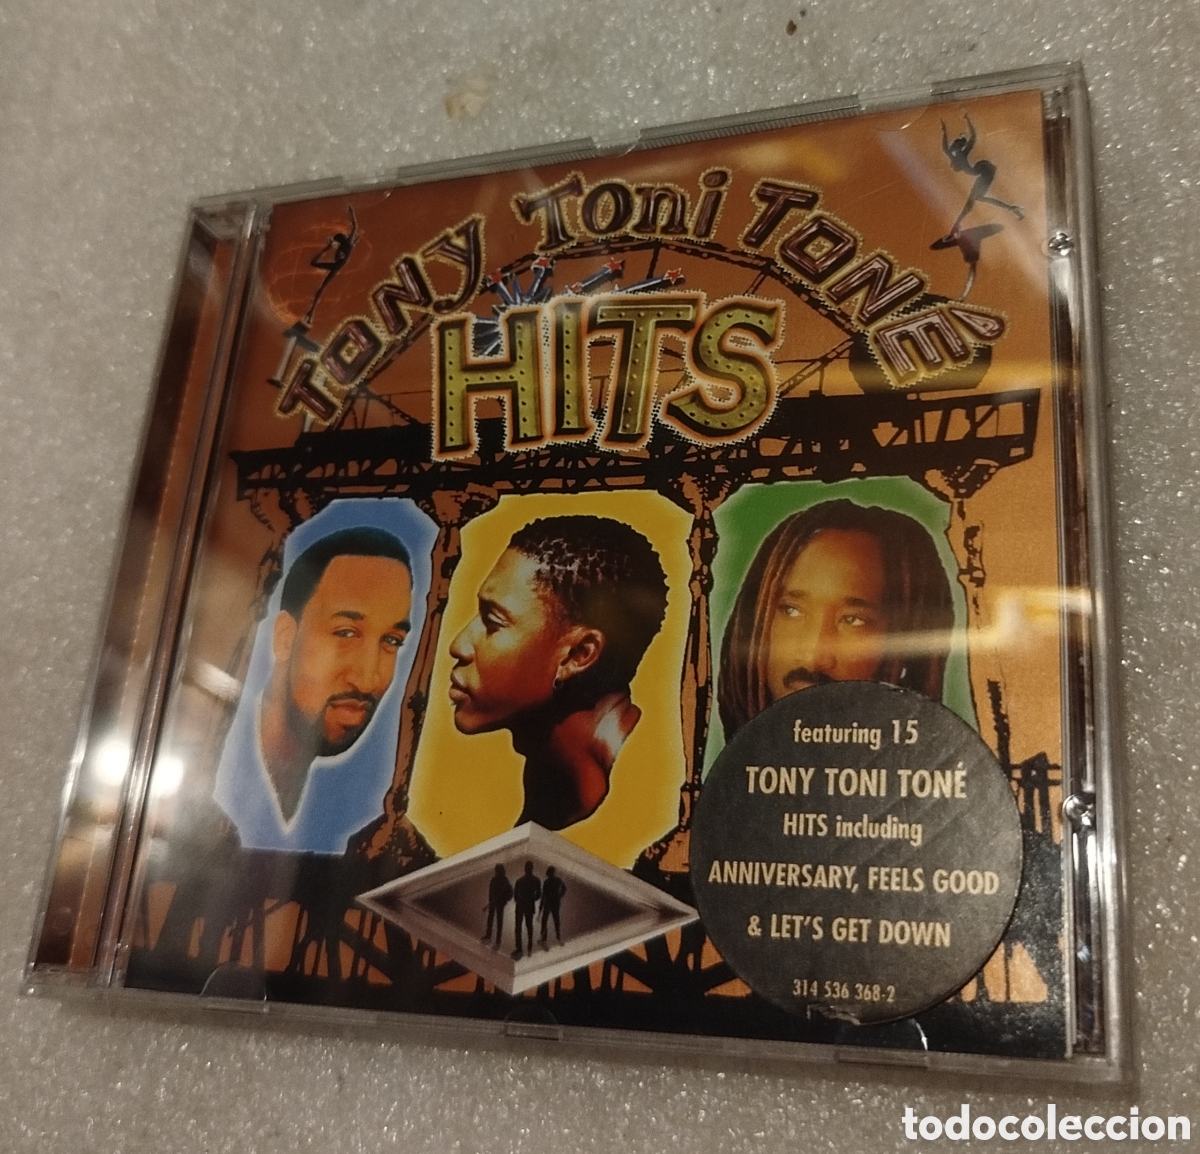 TONY Toni TONÉ
HITS
featuring 15
TONY TONI TONÉ
HITS including
ANNIVERSARY, FEELS GOOD
& LET'S GET DOWN
314 536 368-2
todocoleccion